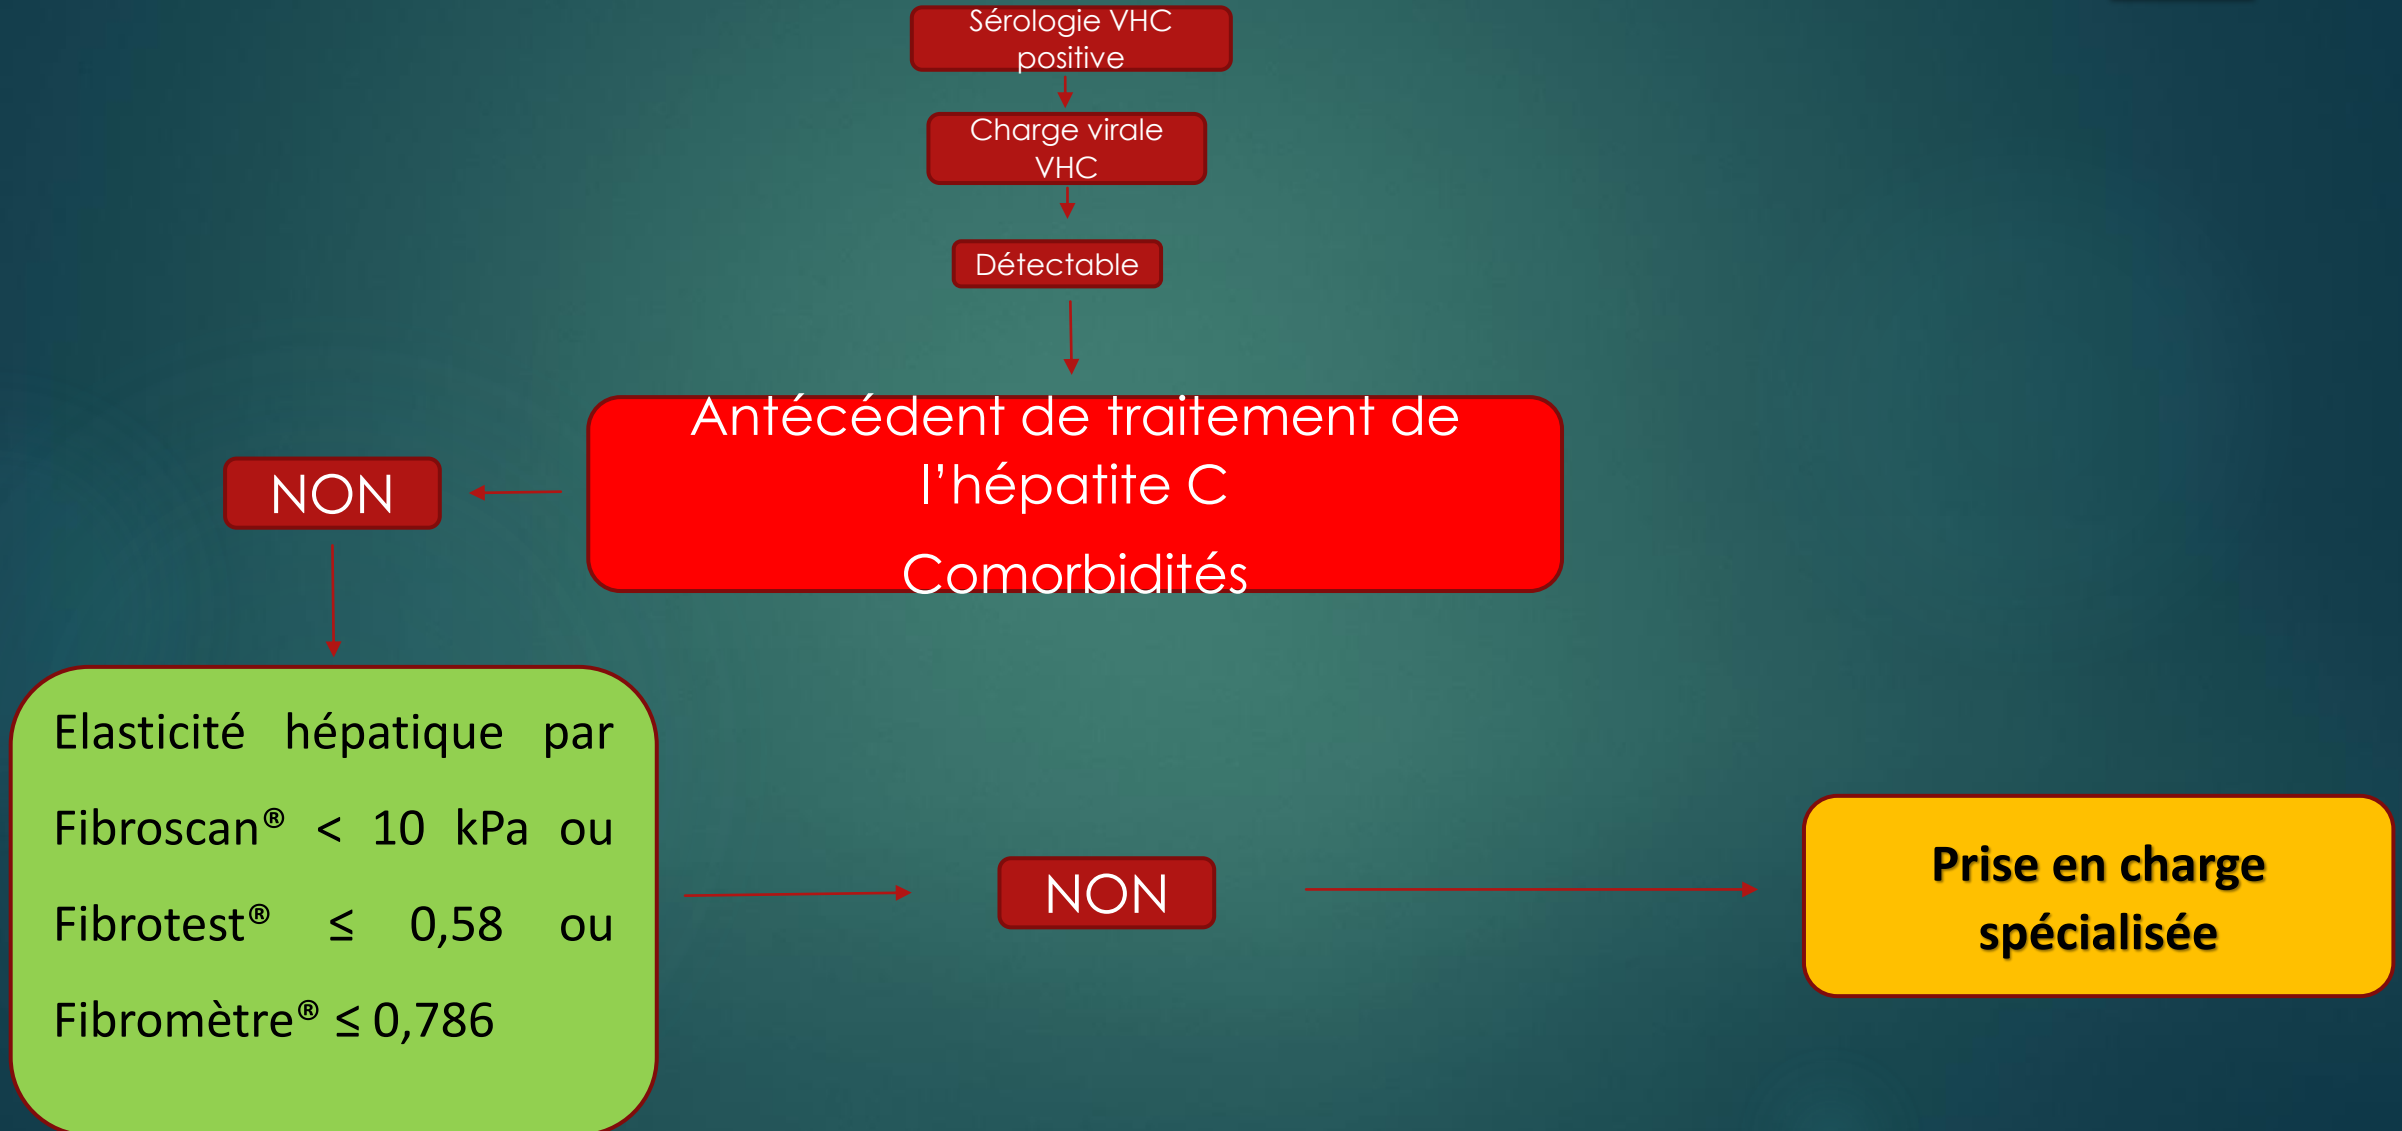 Sérologie VHC
positive
Charge virale
VHC
Détectable
Antécédent de traitement de
l'hépatite C
Comorbidités
NON
Elasticité hépatique par
Fibroscan® < 10 kPa ou
Fibrotest® ≤ 0,58 ou
Fibromètre® ≤ 0,786
NON
Prise en charge
spécialisée